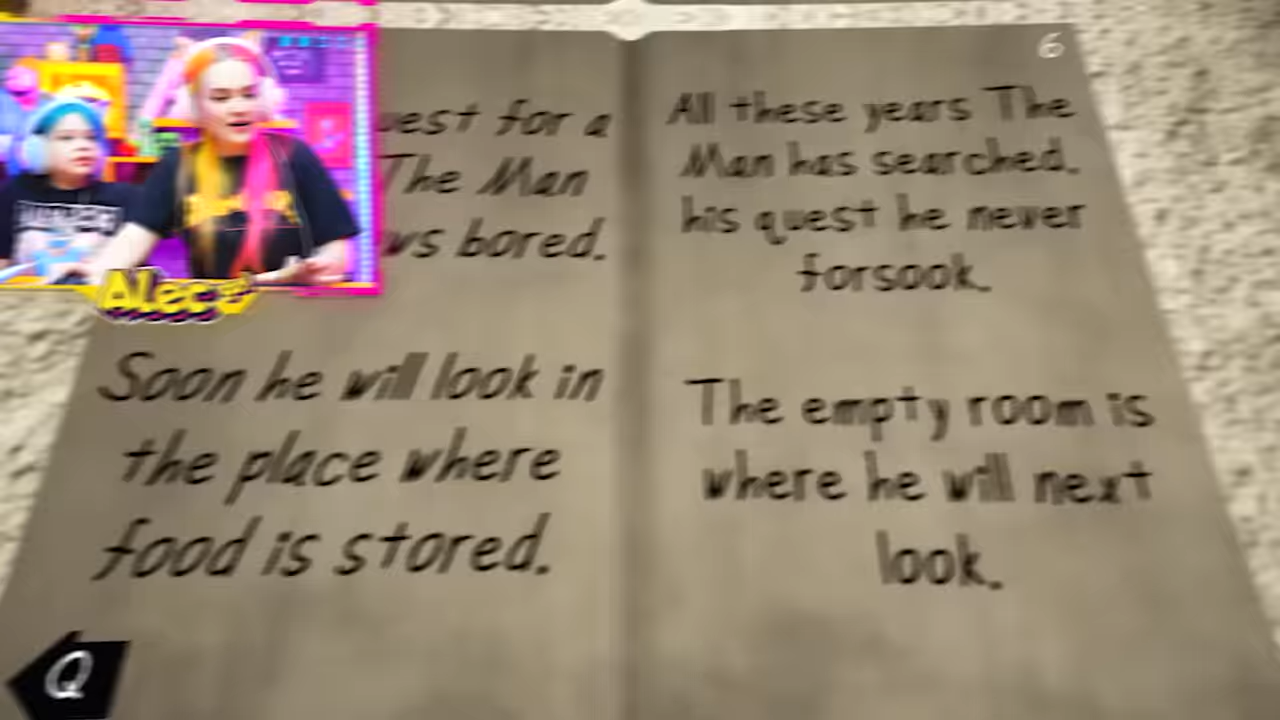 uest for a
The Man
ws bored.
Soon he will look in
the place where
food is stored.
Q
6
All these years The
Man has searched,
his quest he never
forsook.
The empty room is
where he will next
look.
Alec